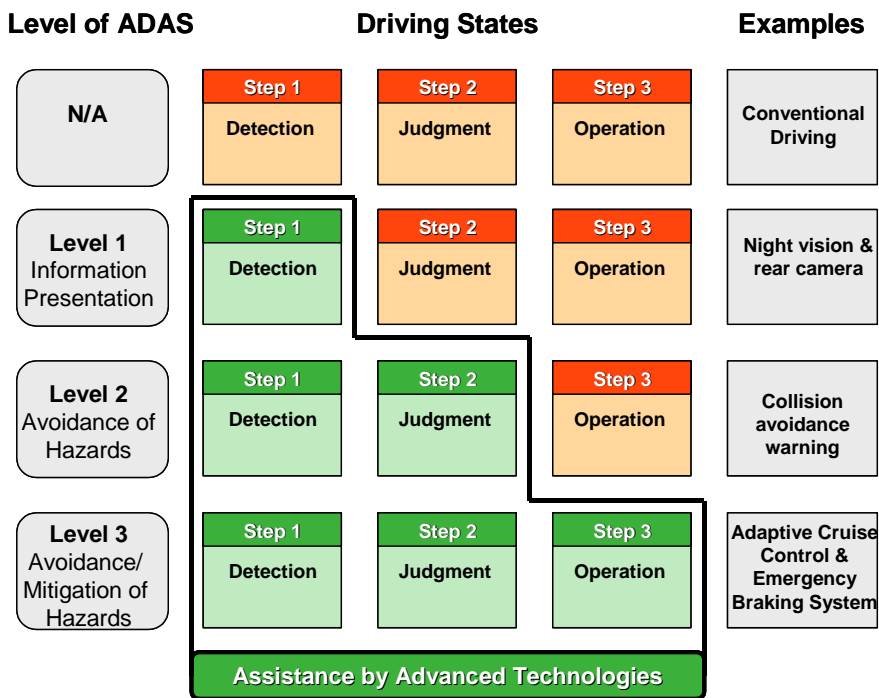 Level of ADAS
Driving States
Examples
N/A
Step 1
Detection
Step 2
Judgment
Step 3
Operation
Conventional
Driving
Level 1
Information
Presentation
Step 1
Detection
Step 2
Judgment
Step 3
Operation
Night vision &
rear camera
Level 2
Avoidance of
Hazards
Step 1
Detection
Step 2
Judgment
Step 3
Operation
Collision
avoidance
warning
Level 3
Avoidance/
Mitigation of
Hazards
Step 1
Detection
Step 2
Judgment
Step 3
Operation
Adaptive Cruise
Control &
Emergency
Braking System
Assistance by Advanced Technologies